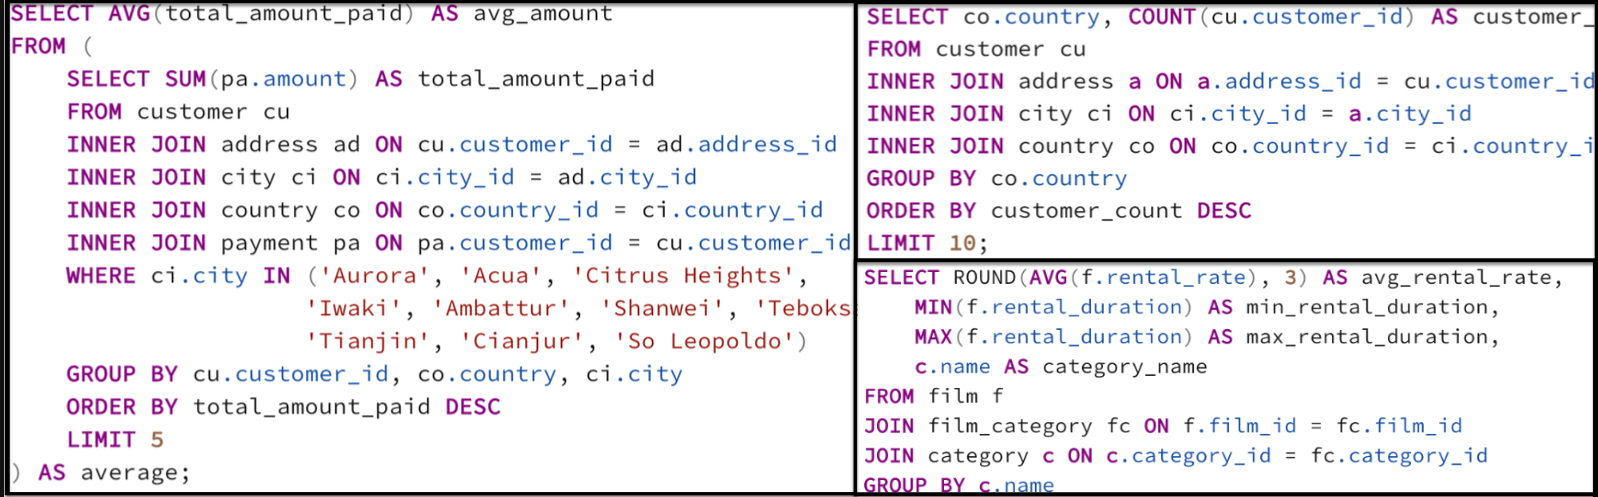 SELECT AVG(total_amount_paid) AS avg_amount
FROM (
    SELECT SUM(pa.amount) AS total_amount_paid
    FROM customer cu
    INNER JOIN address ad ON cu.customer_id = ad.address_id
    INNER JOIN city ci ON ci.city_id = ad.city_id
    INNER JOIN country co ON co.country_id = ci.country_id
    INNER JOIN payment pa ON pa.customer_id = cu.customer_id
    WHERE ci.city IN ('Aurora', 'Acua', 'Citrus Heights',
                     'Iwaki', 'Ambattur', 'Shanwei', 'Teboks
                     'Tianjin', 'Cianjur', 'So Leopoldo')
    GROUP BY cu.customer_id, co.country, ci.city
    ORDER BY total_amount_paid DESC
    LIMIT 5
) AS average;
SELECT co.country, COUNT(cu.customer_id) AS customer_
FROM customer cu
INNER JOIN address a ON a.address_id = cu.customer_id
INNER JOIN city ci ON ci.city_id = a.city_id
INNER JOIN country co ON co.country_id = ci.country_i
GROUP BY co.country
ORDER BY customer_count DESC
LIMIT 10;
SELECT ROUND(AVG(f.rental_rate), 3) AS avg_rental_rate,
    MIN(f.rental_duration) AS min_rental_duration,
    MAX(f.rental_duration) AS max_rental_duration,
    c.name AS category_name
FROM film f
JOIN film_category fc ON f.film_id = fc.film_id
JOIN category c ON c.category_id = fc.category_id
GROUP BY c.name